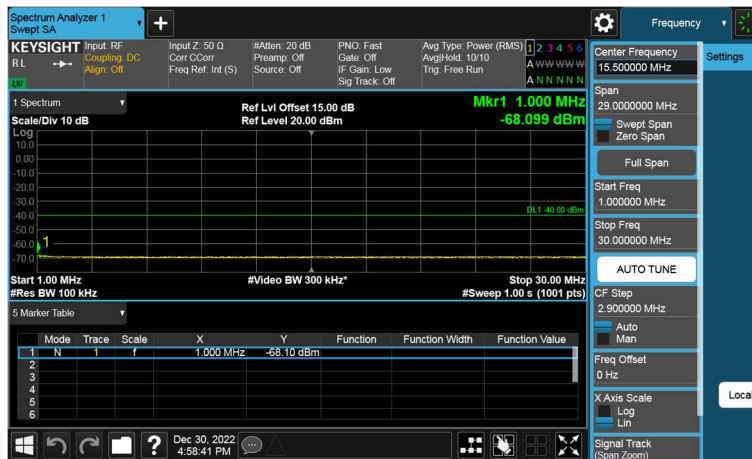 Spectrum Analyzer 1
Swept SA
Frequency
KEYSIGHT
RL
LXI
Input: RF
Coupling: DC
Align: Off
Input Z: 50 Ω
Corr CCorr
Freq Ref: Int (S)
#Atten: 20 dB
Preamp: Off
Source: Off
PNO: Fast
Gate: Off
IF Gain: Low
Sig Track: Off
Avg Type: Power (RMS)
Avg|Hold: 10/10
Trig: Free Run
1 2 3 4 5 6
A W W W W W
A N N N N N
1 Spectrum
Scale/Div 10 dB
Ref Lvl Offset 15.00 dB
Ref Level 20.00 dBm
Mkr1 1.000 MHz
-68.099 dBm
Log
10.0
0.00
-10.0
-20.0
-30.0
-40.0
-50.0
-60.0
-70.0
DL1 -40.00 dBm
1
Start 1.00 MHz
#Res BW 100 kHz
#Video BW 300 kHz*
Stop 30.00 MHz
#Sweep 1.00 s (1001 pts)
5 Marker Table
Mode Trace Scale X Y Function Function Width Function Value
1 N 1 f 1.000 MHz -68.10 dBm
2
3
4
5
6
?
Dec 30, 2022
4:58:41 PM
Center Frequency
15.500000 MHz
Span
29.0000000 MHz
Swept Span
Zero Span
Full Span
Start Freq
1.000000 MHz
Stop Freq
30.000000 MHz
AUTO TUNE
CF Step
2.900000 MHz
Auto
Man
Freq Offset
0 Hz
X Axis Scale
Log
Lin
Signal Track
(Span Zoom)
Settings
Local